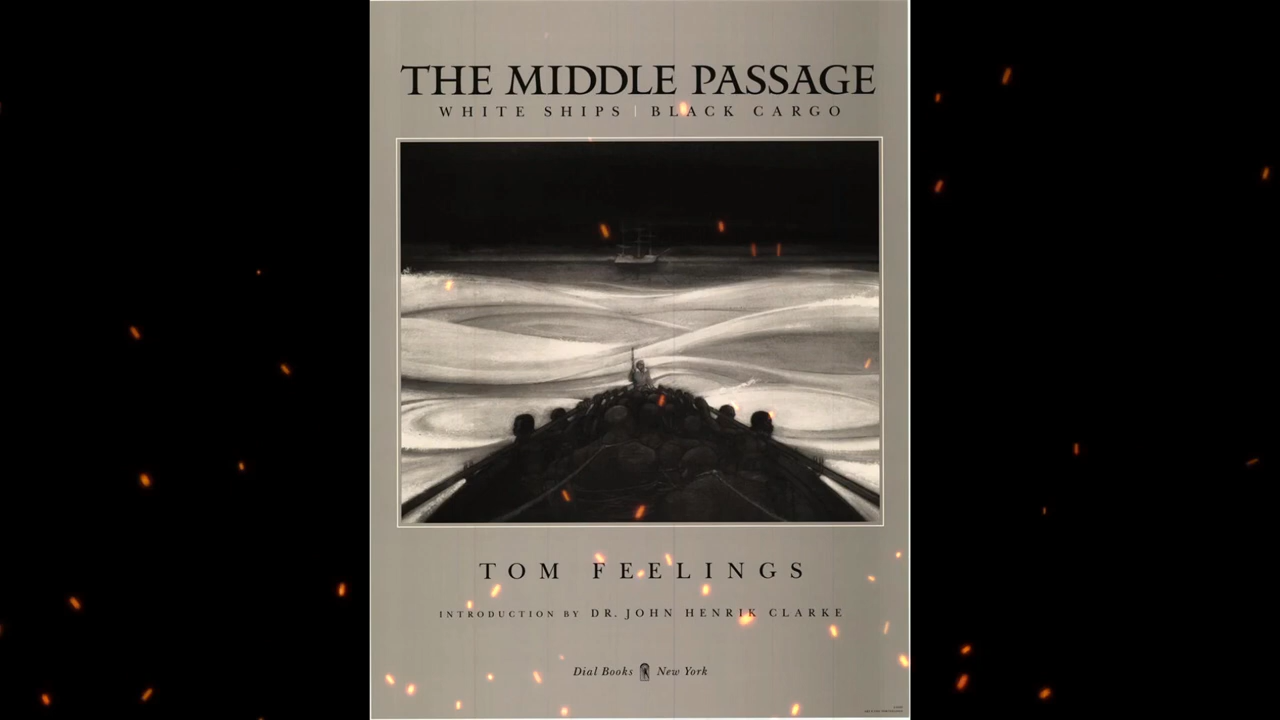 THE MIDDLE PASSAGE
WHITE SHIPS | BLACK CARGO
TOM FEELINGS
INTRODUCTION BY DR. JOHN HENRIK CLARKE
Dial Books New York